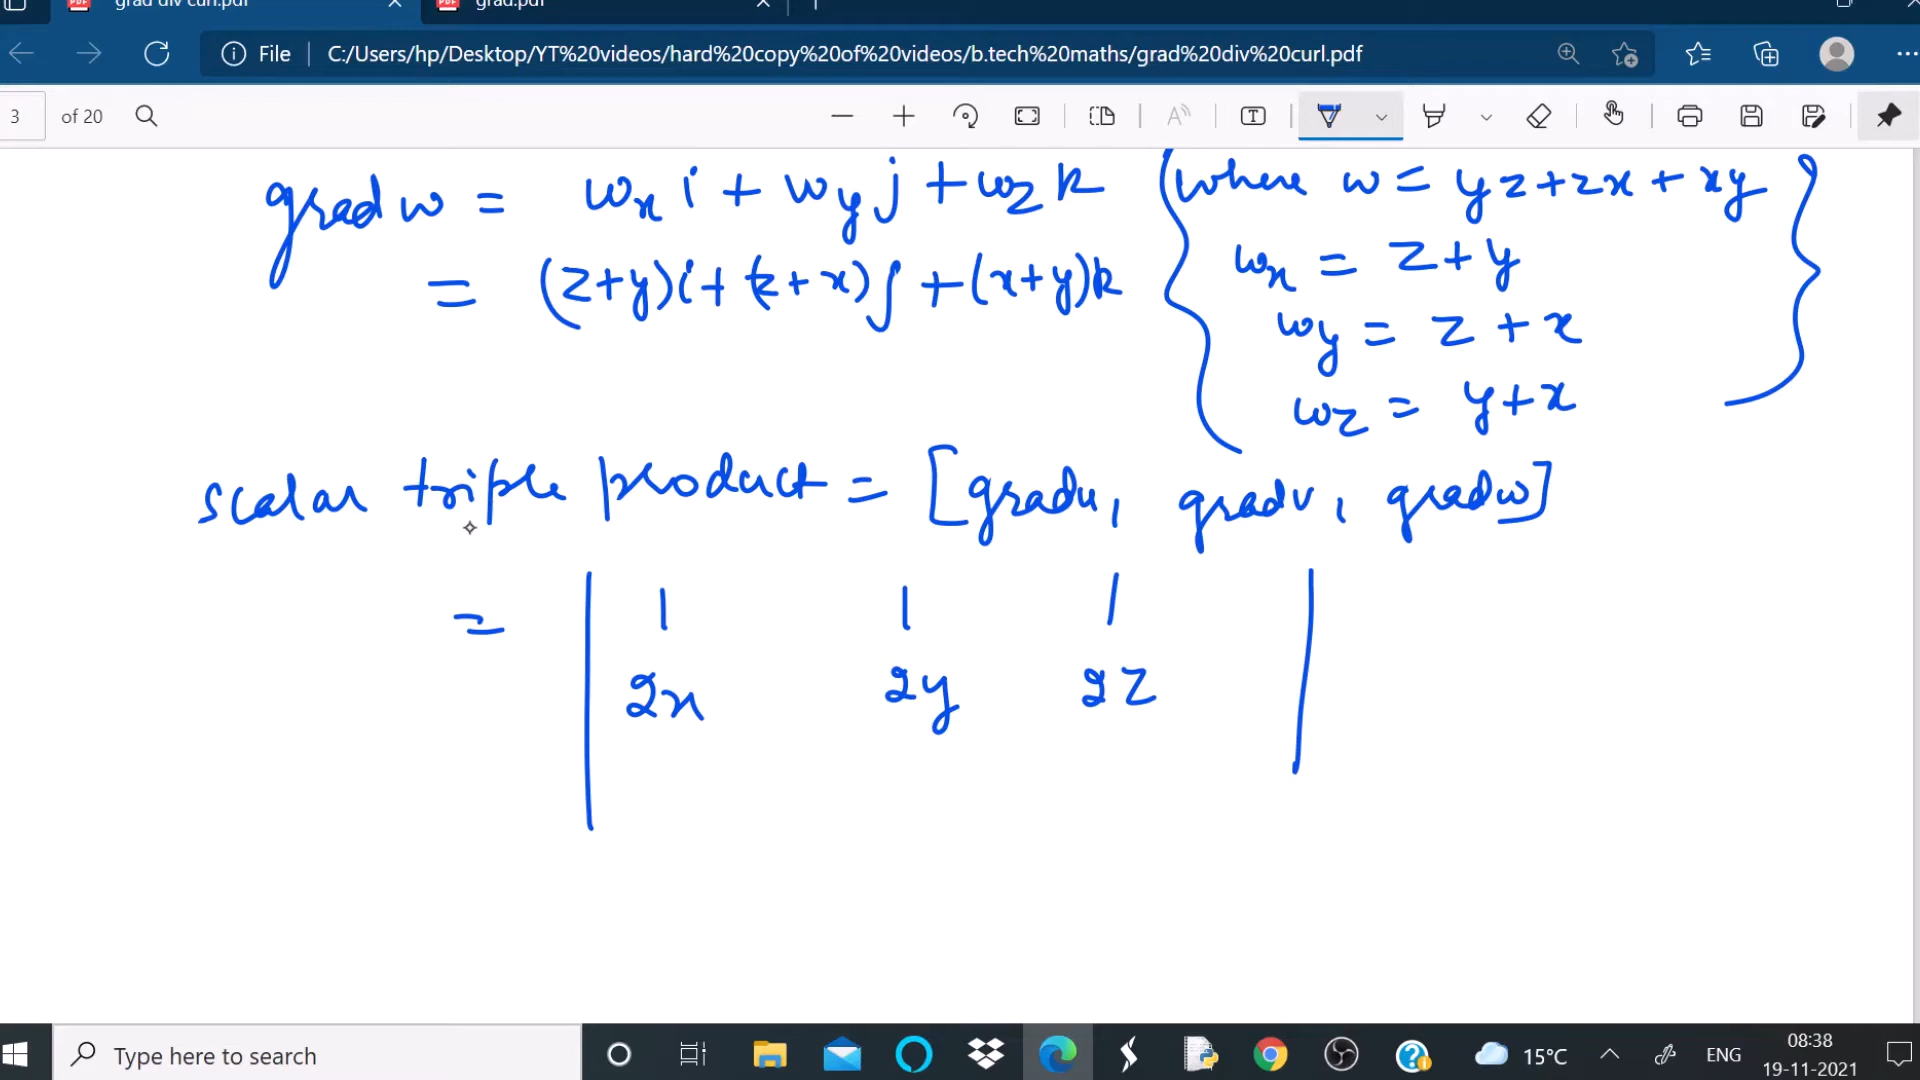 grad div curl.pdf
grad.pdf
File C:/Users/hp/Desktop/YT%20videos/hard%20copy%20of%20videos/b.tech%20maths/grad%20div%20curl.pdf
3 of 20
grad w = wx i + wy j + wz k (where w = yz+zx+xy
= (z+y)i + (z+x)j + (x+y)k
wx = z+y
wy = z+x
wz = y+x
scalar triple product = [gradu, gradv, gradw]
= | 1 1 1 |
2x 2y 2z
Type here to search
15°C
ENG
08:38
19-11-2021